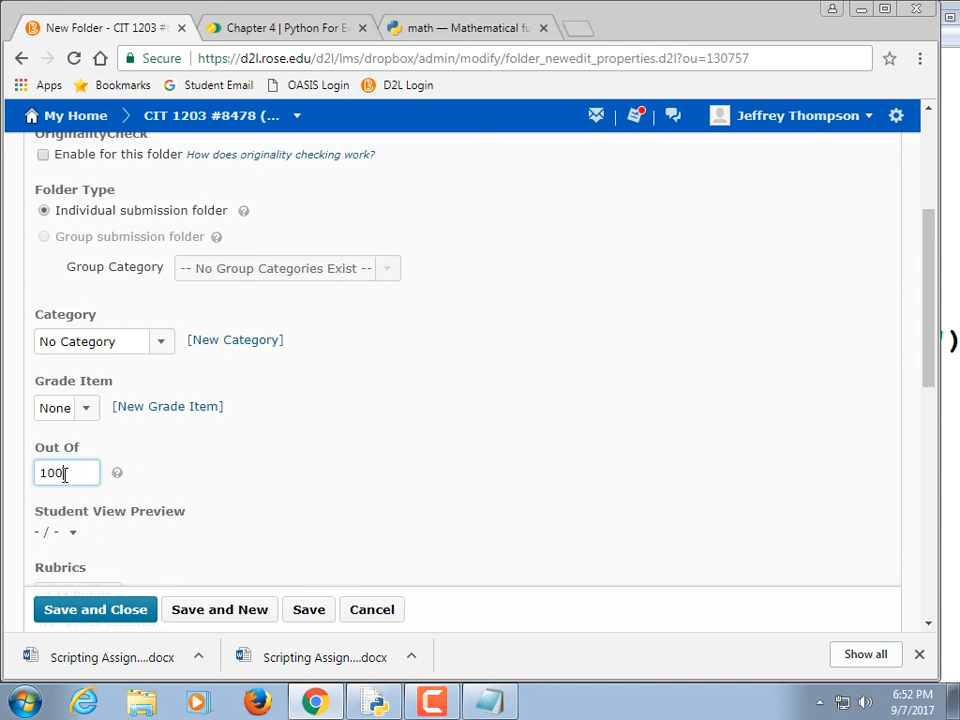 New Folder - CIT 1203 #8
Chapter 4 | Python For E
math — Mathematical fu
Secure
https://d2l.rose.edu/d2l/lms/dropbox/admin/modify/folder_newedit_properties.d2l?ou=130757
Apps
Bookmarks
Student Email
OASIS Login
D2L Login
My Home
CIT 1203 #8478 (...
Jeffrey Thompson
OriginalityCheck
Enable for this folder How does originality checking work?
Folder Type
Individual submission folder
Group submission folder
Group Category
-- No Group Categories Exist --
Category
No Category
[New Category]
Grade Item
None
[New Grade Item]
Out Of
100
Student View Preview
- / -
Rubrics
Save and Close
Save and New
Save
Cancel
Scripting Assign....docx
Scripting Assign....docx
Show all
6:52 PM
9/7/2017
)